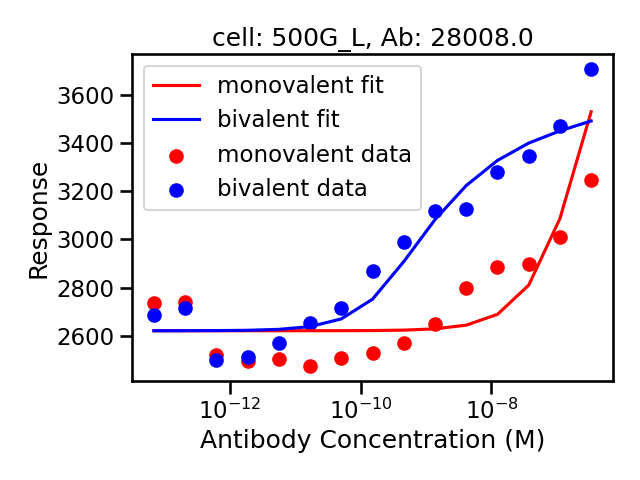 cell: 500G_L, Ab: 28008.0
monovalent fit
bivalent fit
monovalent data
bivalent data
Response
3600
3400
3200
3000
2800
2600
10⁻¹² 10⁻¹⁰ 10⁻⁸
Antibody Concentration (M)